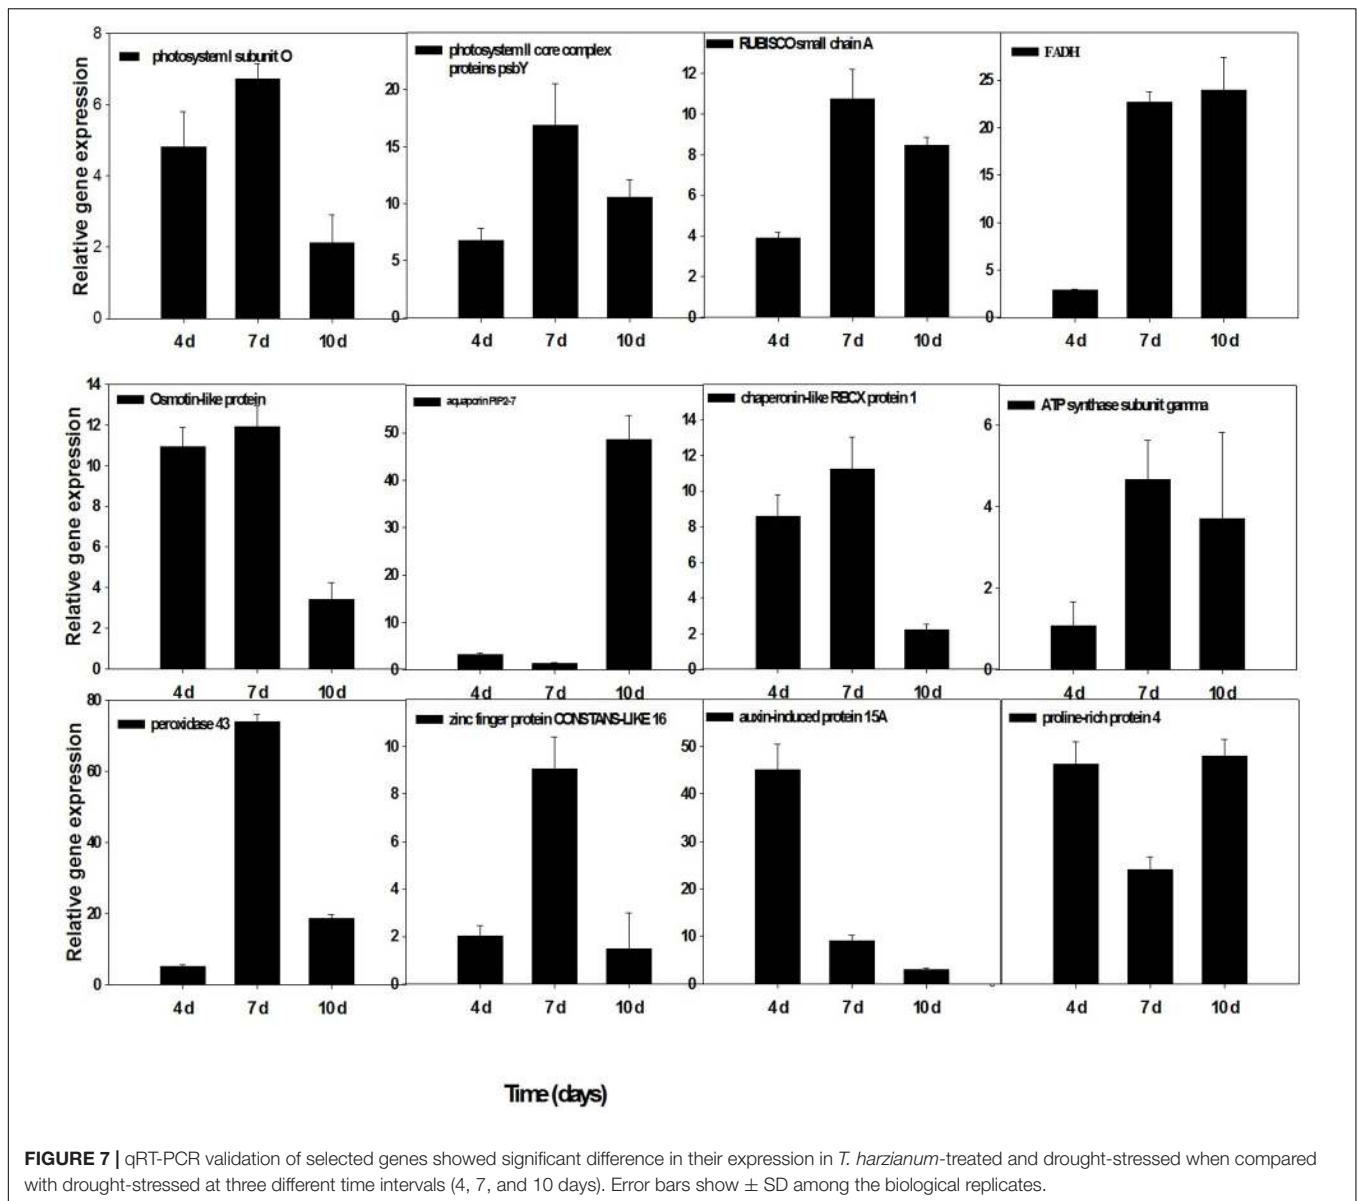 Relative gene expression
8
6
4
2
0
photosystem I subunit O
4 d 7 d 10 d
20
15
10
5
0
photosystem II core complex
proteins psbY
4 d 7 d 10 d
12
10
8
6
4
2
0
RUBISCO small chain A
4 d 7 d 10 d
25
20
15
10
5
0
FADH
4 d 7 d 10 d
Relative gene expression
14
12
10
8
6
4
2
0
Osmotin-like protein
4 d 7 d 10 d
50
40
30
20
10
0
aquaporin PIP2-7
4 d 7 d 10 d
14
12
10
8
6
4
2
0
chaperonin-like RBCX protein 1
4 d 7 d 10 d
6
4
2
0
ATP synthase subunit gamma
4 d 7 d 10 d
Relative gene expression
80
60
40
20
0
peroxidase 43
4 d 7 d 10 d
10
8
6
4
2
0
zinc finger protein CONSTANS-LIKE 16
4 d 7 d 10 d
50
40
30
20
10
0
auxin-induced protein 15A
4 d 7 d 10 d
proline-rich protein 4
4 d 7 d 10 d
Time (days)
FIGURE 7 | qRT-PCR validation of selected genes showed significant difference in their expression in T. harzianum-treated and drought-stressed when compared
with drought-stressed at three different time intervals (4, 7, and 10 days). Error bars show ± SD among the biological replicates.